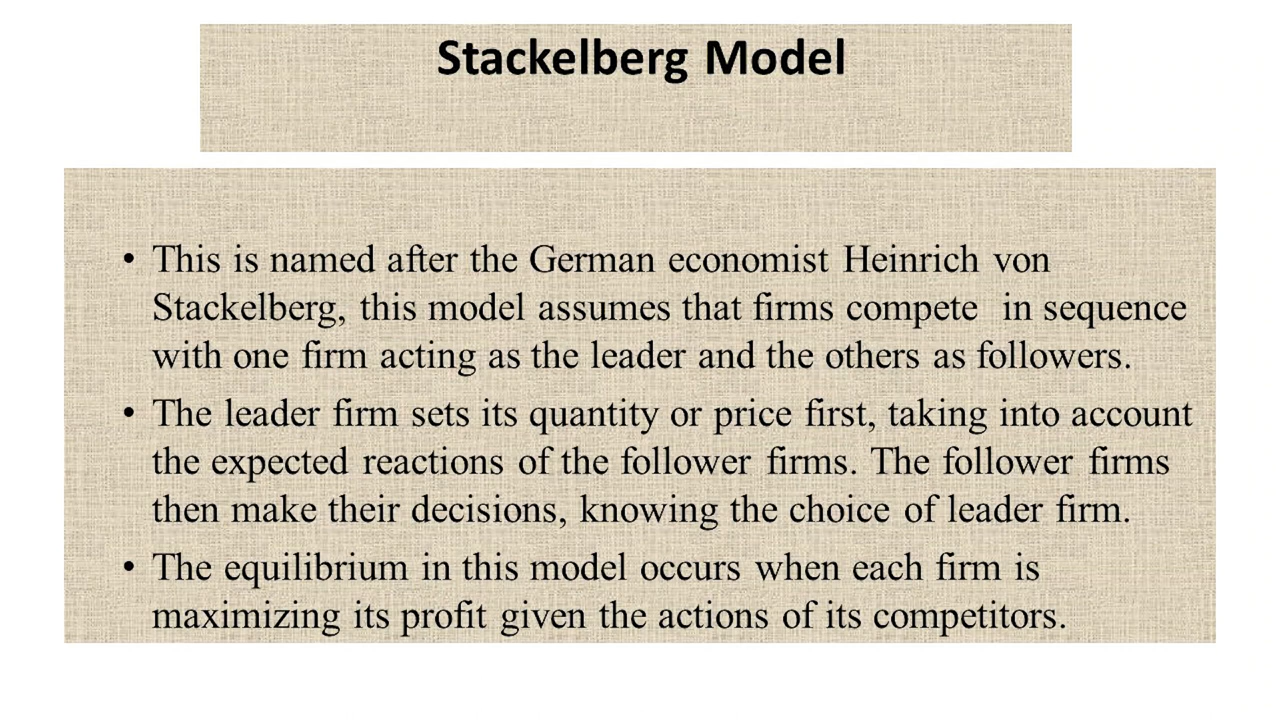 Stackelberg Model
• This is named after the German economist Heinrich von
Stackelberg, this model assumes that firms compete  in sequence
with one firm acting as the leader and the others as followers.
• The leader firm sets its quantity or price first, taking into account
the expected reactions of the follower firms. The follower firms
then make their decisions, knowing the choice of leader firm.
• The equilibrium in this model occurs when each firm is
maximizing its profit given the actions of its competitors.